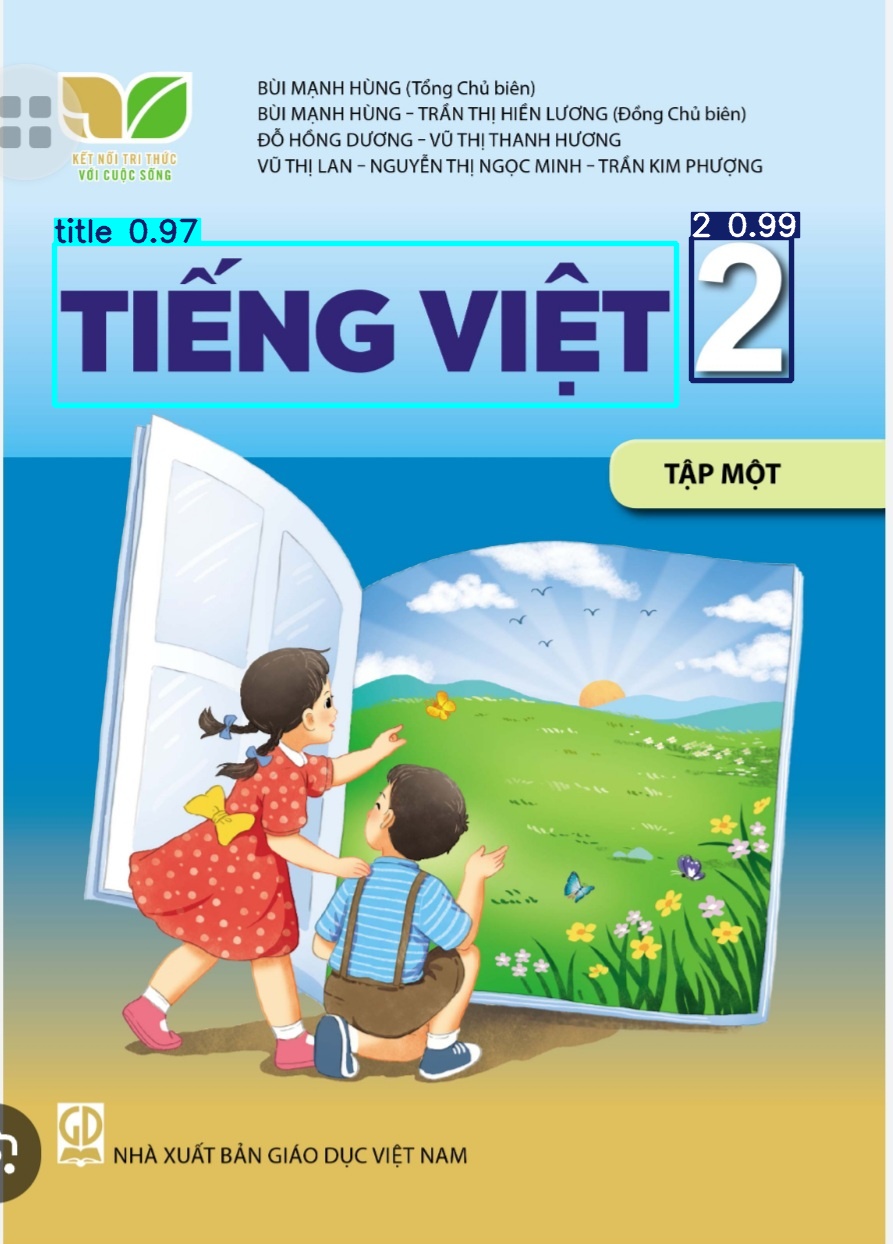 BÙI MẠNH HÙNG (Tổng Chủ biên)
BÙI MẠNH HÙNG – TRẦN THỊ HIỀN LƯƠNG (Đồng Chủ biên)
ĐỖ HỒNG DƯƠNG – VŨ THỊ THANH HƯƠNG
VŨ THỊ LAN – NGUYỄN THỊ NGỌC MINH – TRẦN KIM PHƯỢNG
KẾT NỐI TRI THỨC
VỚI CUỘC SỐNG
title 0.97
2 0.99
TIẾNG VIỆT 2
TẬP MỘT
GD
NHÀ XUẤT BẢN GIÁO DỤC VIỆT NAM